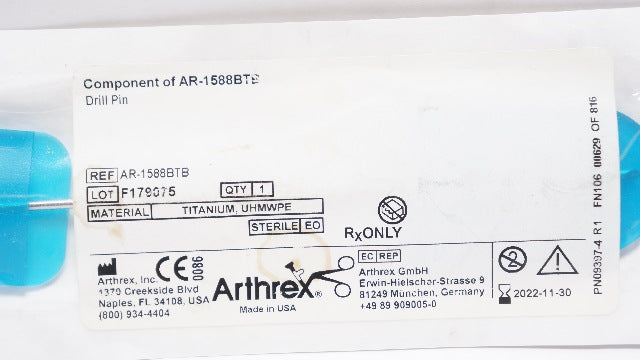 Component of AR-1588BTB
Drill Pin
REF AR-1588BTB
LOT F179075 QTY 1
MATERIAL TITANIUM, UHMWPE
STERILE EO
RxONLY
CE 0086
Arthrex, Inc.
1370 Creekside Blvd
Naples, FL 34108, USA
(800) 934-4404
Arthrex®
Made in USA
EC REP
Arthrex GmbH
Erwin-Hielscher-Strasse 9
81249 München, Germany
+49 89 909005-0
2
2022-11-30
PN09397-4 R1 FN106 00629 OF 816